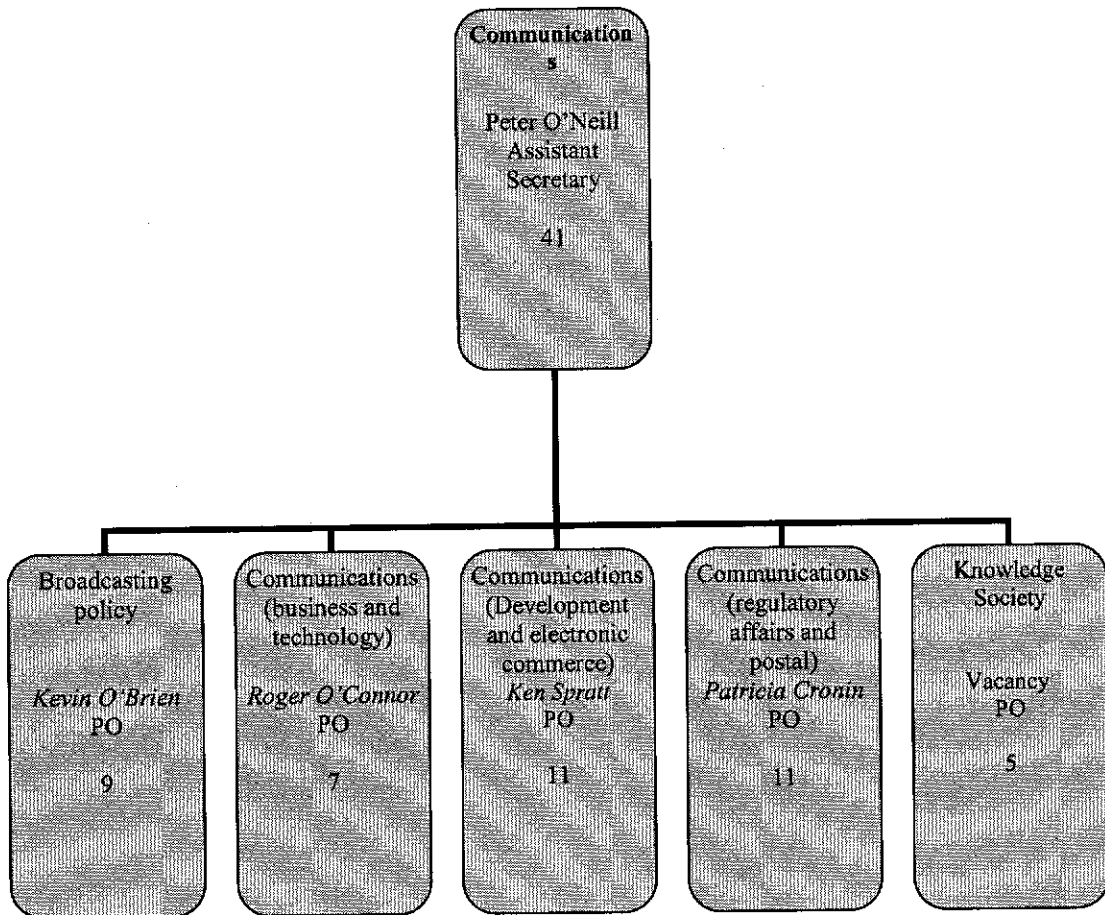 Communication
s
Peter O'Neill
Assistant
Secretary
41
Broadcasting
policy
Kevin O'Brien
PO
9
Communications
(business and
technology)
Roger O'Connor
PO
7
Communications
(Development
and electronic
commerce)
Ken Spratt
PO
11
Communications
(regulatory
affairs and
postal)
Patricia Cronin
PO
11
Knowledge
Society
Vacancy
PO
5